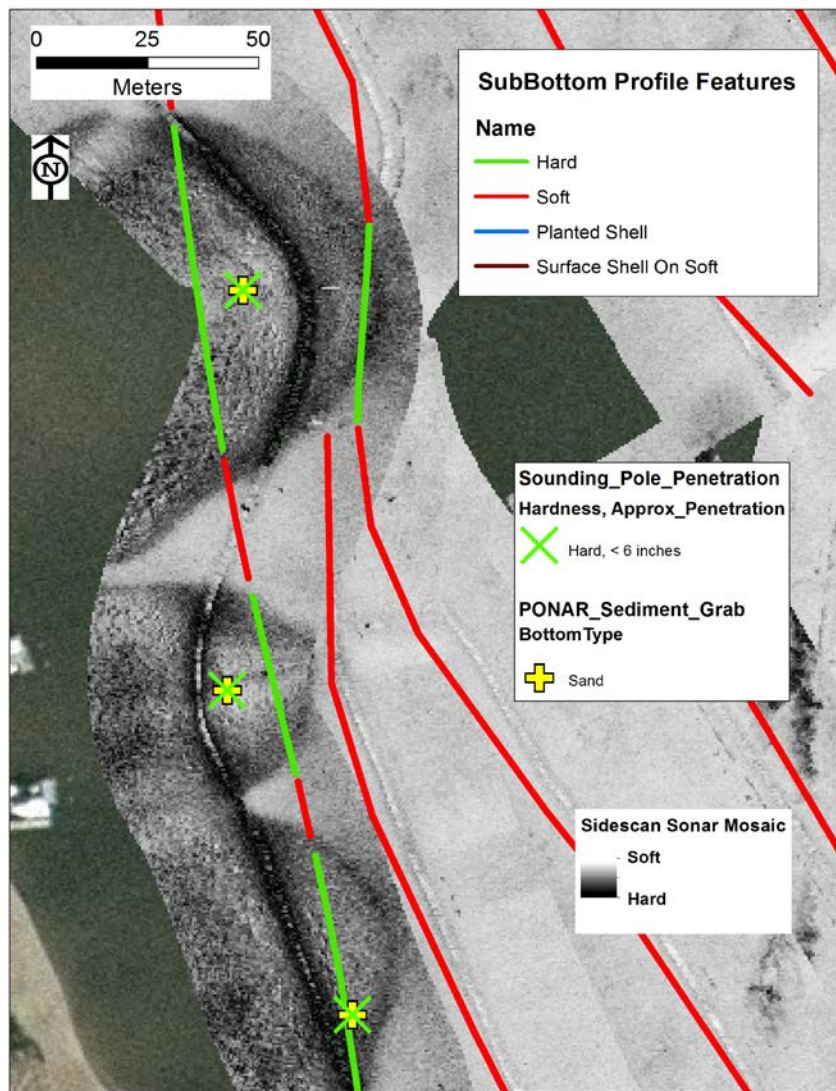 0 25 50
Meters
N
SubBottom Profile Features
Name
Hard
Soft
Planted Shell
Surface Shell On Soft
Sounding_Pole_Penetration
Hardness, Approx_Penetration
Hard, < 6 inches
PONAR_Sediment_Grab
BottomType
Sand
Sidescan Sonar Mosaic
Soft
Hard